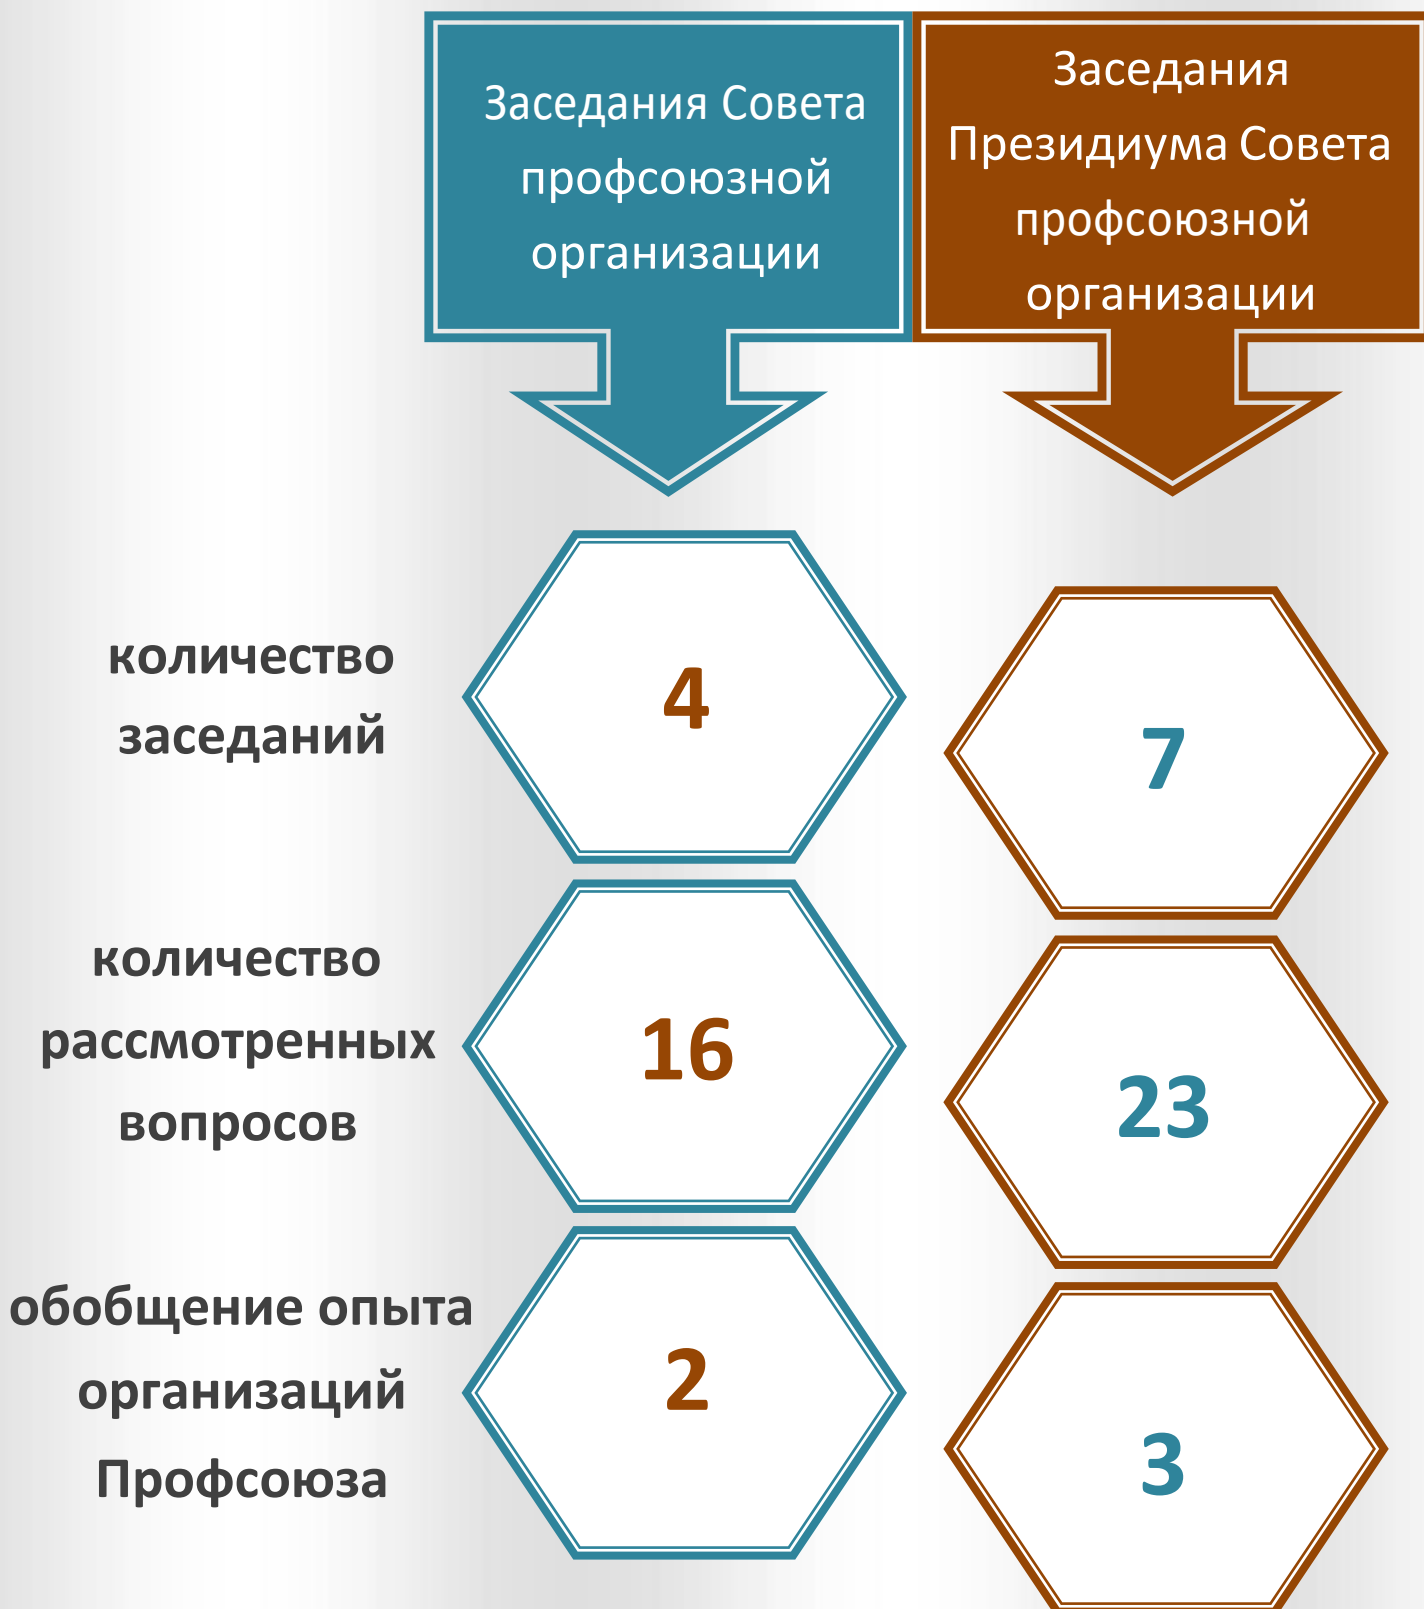 Заседания Совета
профсоюзной
организации
Заседания
Президиума Совета
профсоюзной
организации
количество
заседаний
4
7
количество
рассмотренных
вопросов
16
23
обобщение опыта
организаций
Профсоюза
2
3